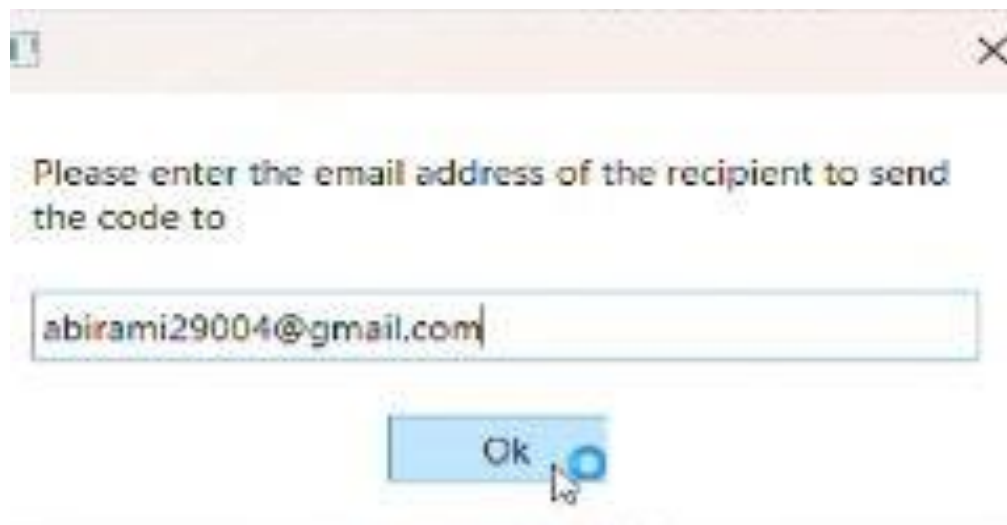 Please enter the email address of the recipient to send
the code to
abirami29004@gmail.com
Ok